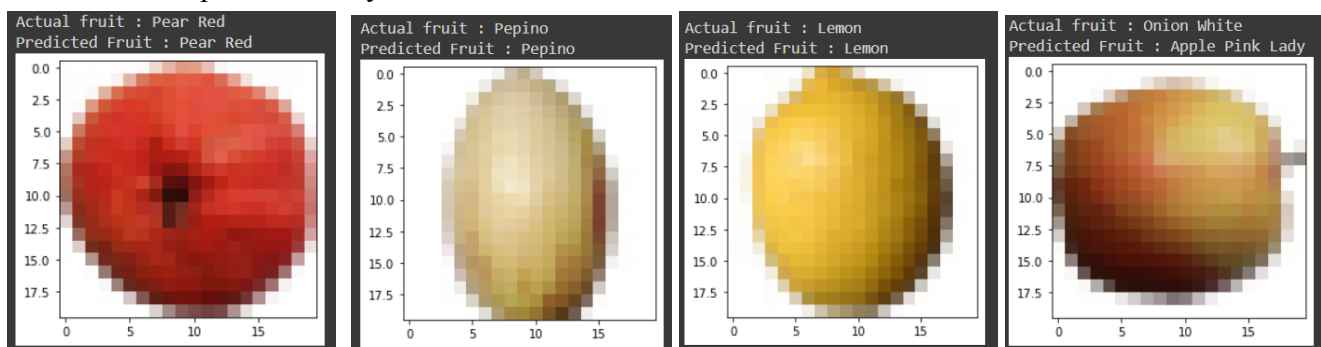 Actual fruit : Pear Red
Predicted Fruit : Pear Red
0.0
2.5
5.0
7.5
10.0
12.5
15.0
17.5
0 5 10 15
Actual fruit : Pepino
Predicted Fruit : Pepino
0.0
2.5
5.0
7.5
10.0
12.5
15.0
17.5
0 5 10 15
Actual fruit : Lemon
Predicted Fruit : Lemon
0.0
2.5
5.0
7.5
10.0
12.5
15.0
17.5
0 5 10 15
Actual fruit : Onion White
Predicted Fruit : Apple Pink Lady
0.0
2.5
5.0
7.5
10.0
12.5
15.0
17.5
0 5 10 15